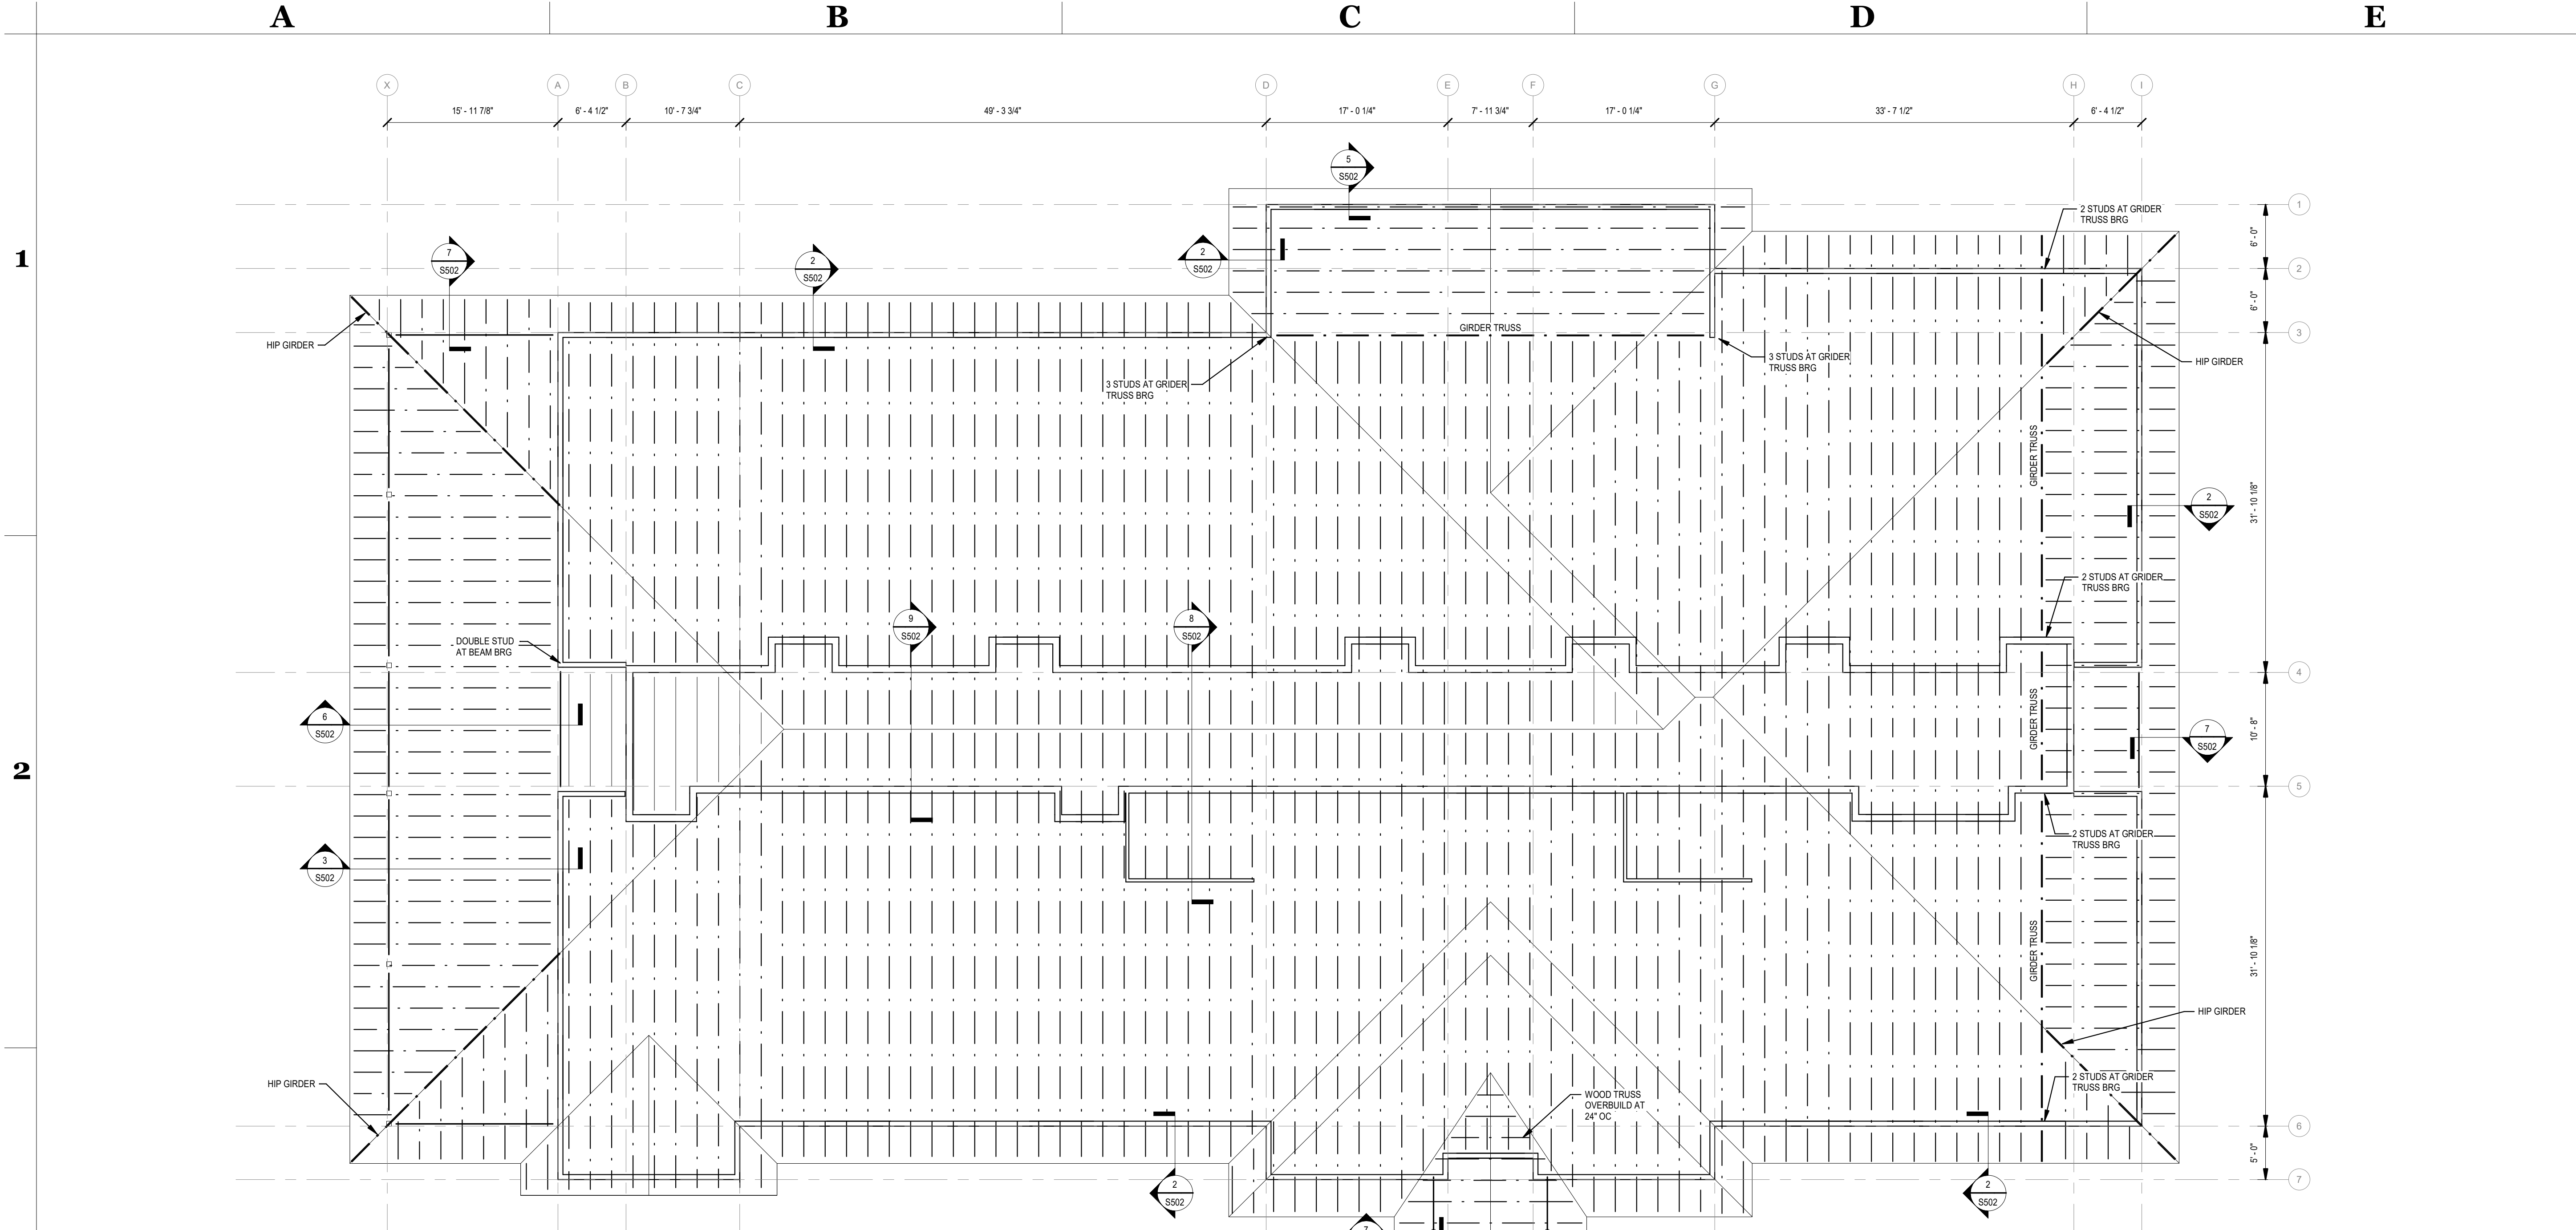 A B C D E
X A B C D E F G H I
15' - 11 7/8" 6' - 4 1/2" 10' - 7 3/4" 49' - 3 3/4" 17' - 0 1/4" 7' - 11 3/4" 17' - 0 1/4" 33' - 7 1/2" 6' - 4 1/2"
5
S502
1
2 STUDS AT GRIDER
TRUSS BRG
6' - 0"
1
7
S502
2
S502
2
S502
2
6' - 0"
3
HIP GIRDER
GIRDER TRUSS
3 STUDS AT GRIDER
TRUSS BRG
3 STUDS AT GRIDER
TRUSS BRG
HIP GIRDER
GIRDER TRUSS
31' - 10 1/8"
2
S502
2 STUDS AT GRIDER
TRUSS BRG
9
S502
8
S502
DOUBLE STUD
AT BEAM BRG
4
6
S502
GIRDER TRUSS
10' - 8"
7
S502
2
5
3
S502
2 STUDS AT GRIDER
TRUSS BRG
GIRDER TRUSS
31' - 10 1/8"
HIP GIRDER
HIP GIRDER
WOOD TRUSS
OVERBUILD AT
24" OC
2 STUDS AT GRIDER
TRUSS BRG
6
5' - 0"
7
2
S502
2
S502
7